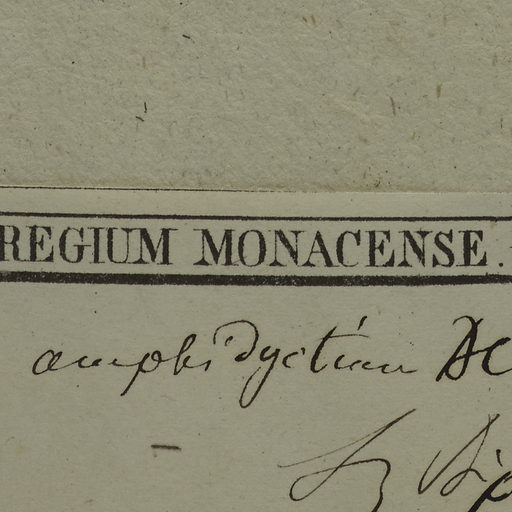 REGIUM MONACENSE.
amphidyctium DC